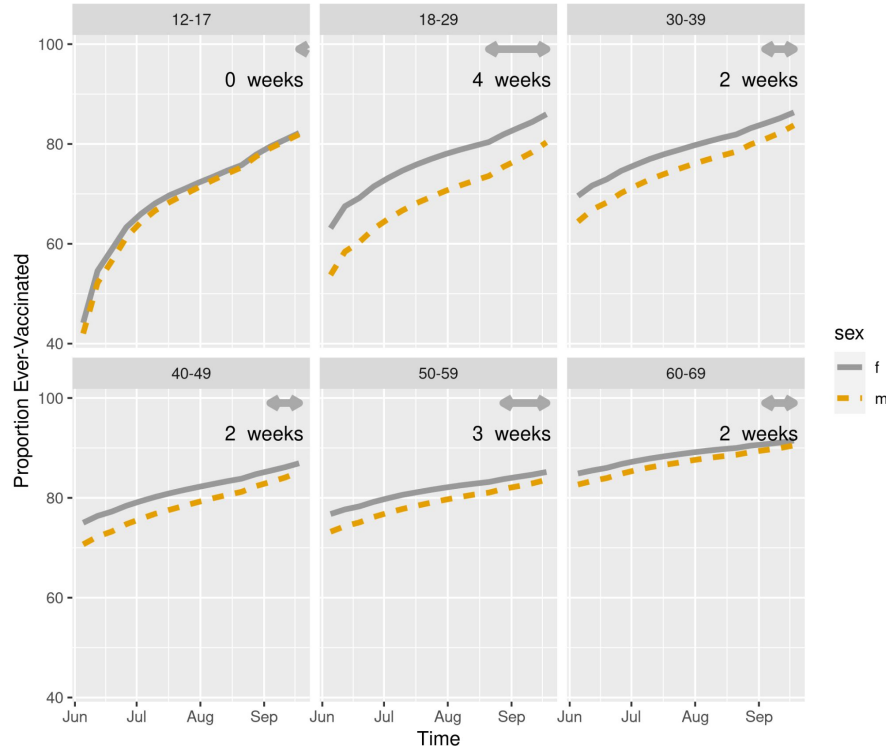 12-17
18-29
30-39
100
80
60
40
0 weeks
4 weeks
2 weeks
40-49
50-59
60-69
100
80
60
40
2 weeks
3 weeks
2 weeks
Jun Jul Aug Sep
Jun Jul Aug Sep
Jun Jul Aug Sep
Time
Proportion Ever-Vaccinated
sex
f
m